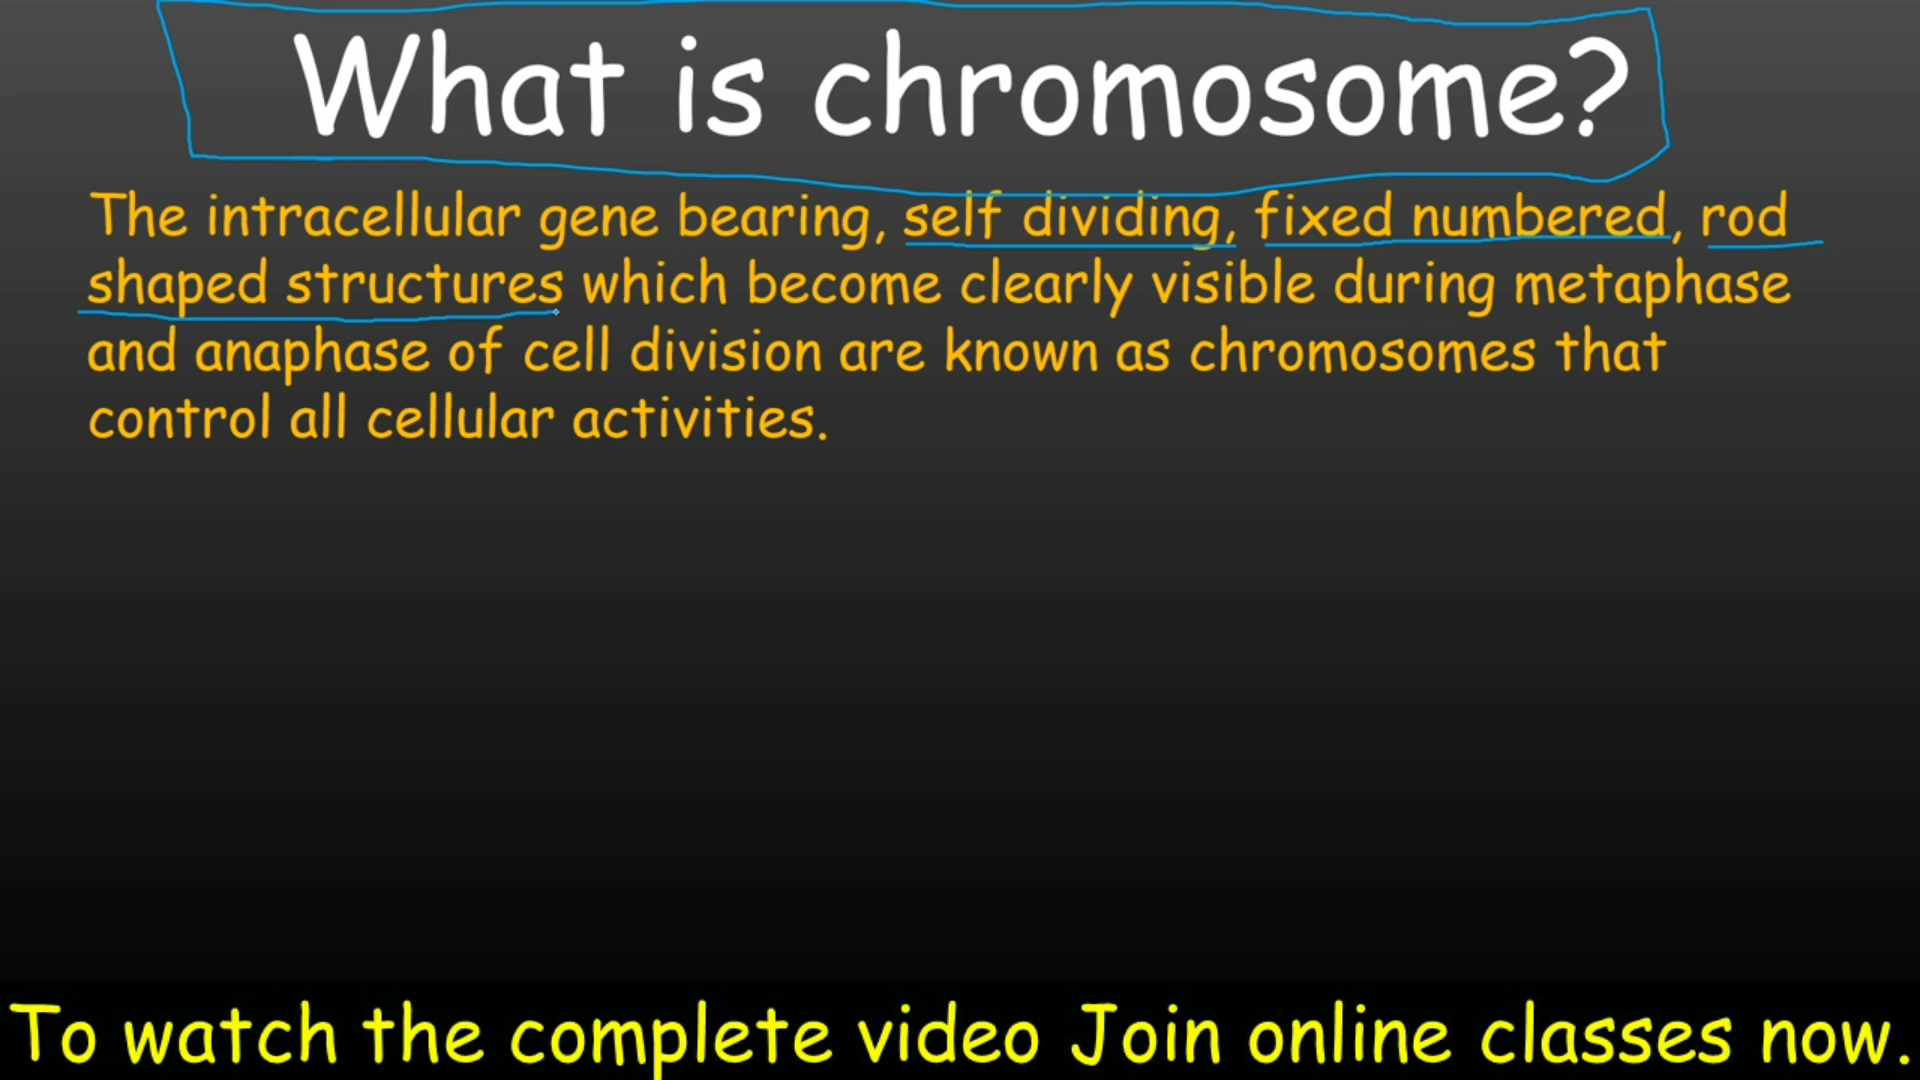 What is chromosome?
The intracellular gene bearing, self dividing, fixed numbered, rod
shaped structures which become clearly visible during metaphase
and anaphase of cell division are known as chromosomes that
control all cellular activities.
To watch the complete video Join online classes now.